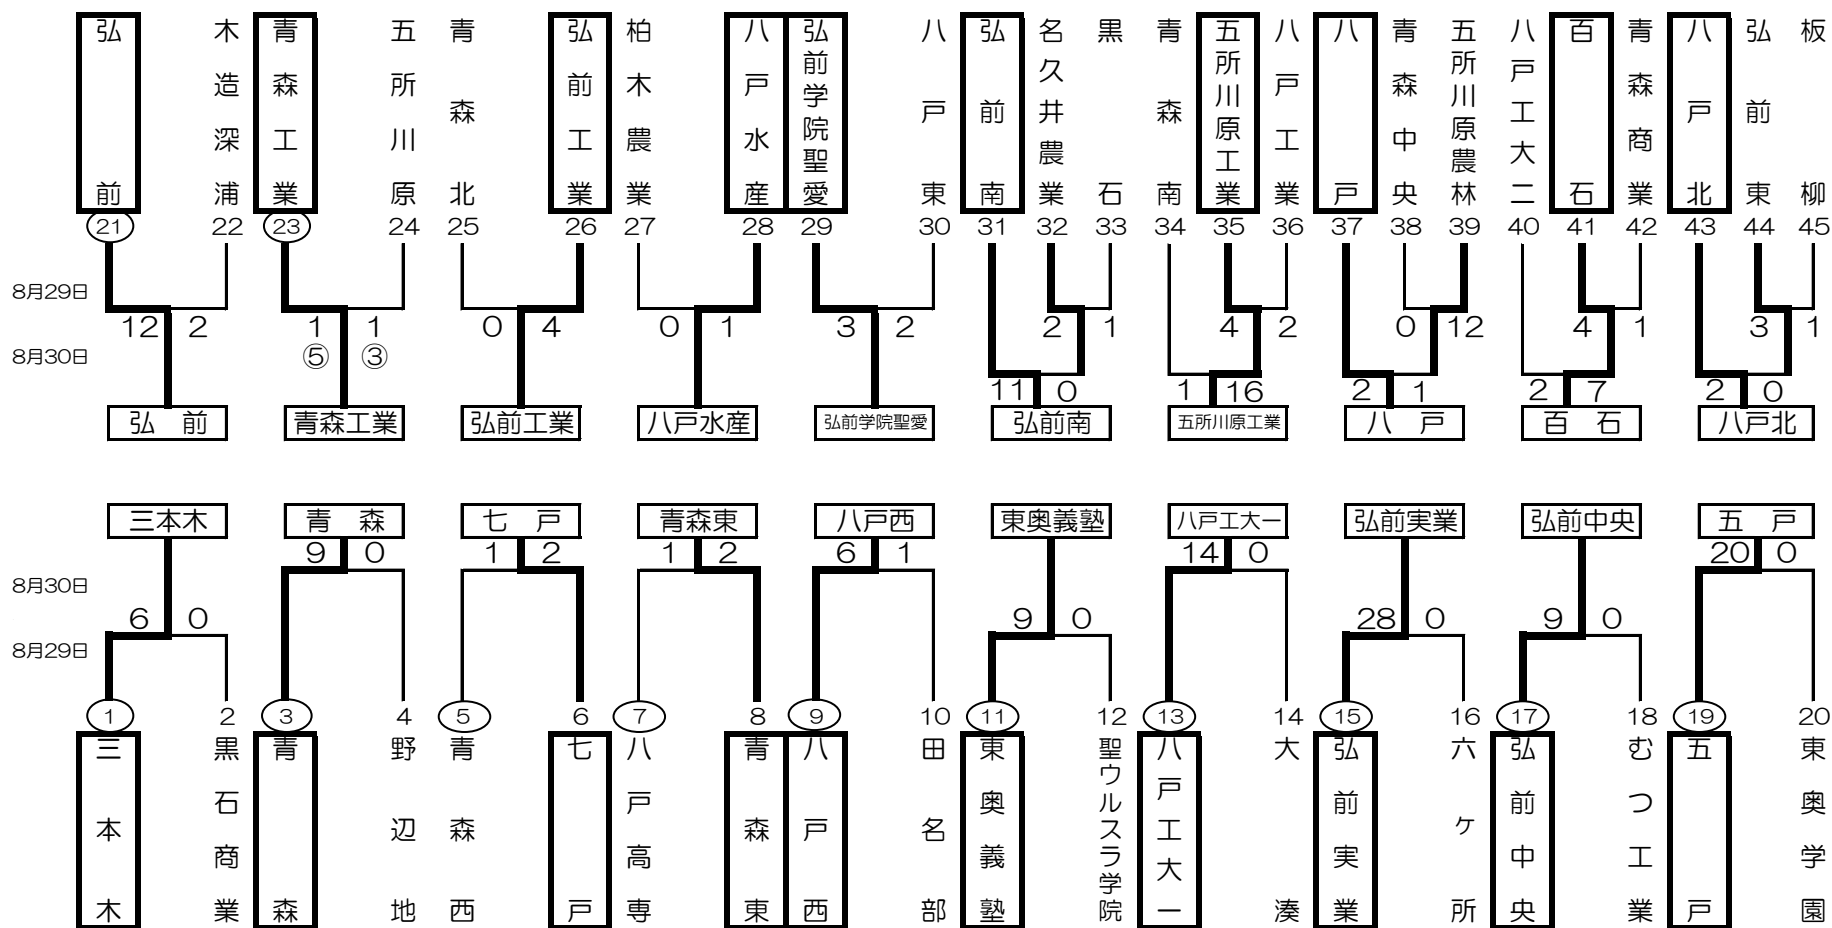 弘前
木造深浦
青森工業
五所川原
青森北
弘前工業
柏木農業
八戸水産
弘前学院聖愛
八戸東
弘前南
名久井農業
黒石
青森南
五所川原工業
八戸工業
八戸
青森中央
五所川原農林
八戸工大二
百石
青森商業
八戸北
弘前東
板柳
21 22 23 24 25 26 27 28 29 30 31 32 33 34 35 36 37 38 39 40 41 42 43 44 45
8月29日
12 2 1 1 0 4 0 1 3 2 2 1 4 2 0 12 4 1 3 1
8月30日
⑤ ③
11 0 1 16 2 1 2 7 2 0
弘 前 青森工業 弘前工業 八戸水産 弘前学院聖愛 弘前南 五所川原工業 八 戸 百 石 八戸北
三本木 青 森 七 戸 青森東 八戸西 東奥義塾 八戸工大一 弘前実業 弘前中央 五 戸
9 0 1 2 1 2 6 1 14 0 20 0
8月30日
6 0 9 0 28 0 9 0
8月29日
1 2 3 4 5 6 7 8 9 10 11 12 13 14 15 16 17 18 19 20
三本木
黒石商業
青森
野辺地
青森西
七戸
八戸高専
青森東
八戸西
田名部
東奥義塾
聖ウルスラ学院
八戸工大一
大湊
弘前実業
六ケ所
弘前中央
むつ工業
五戸
東奥学園